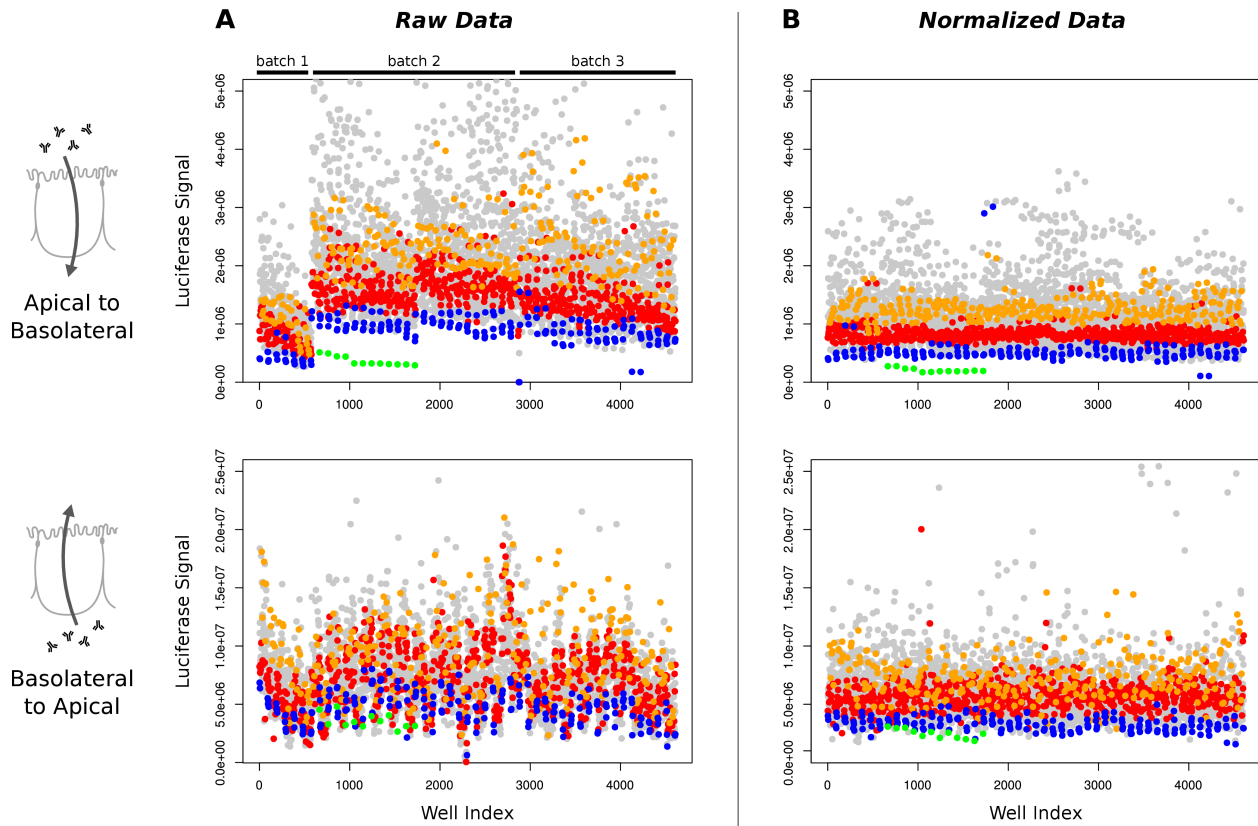 A
Raw Data
B
Normalized Data
batch 1
batch 2
batch 3
Apical to
Basolateral
Luciferase Signal
5e+06
4e+06
3e+06
2e+06
1e+06
0e+00
0
1000
2000
3000
4000
5e+06
4e+06
3e+06
2e+06
1e+06
0e+00
0
1000
2000
3000
4000
Basolateral
to Apical
Luciferase Signal
2.5e+07
2.0e+07
1.5e+07
1.0e+07
5.0e+06
0.0e+00
0
1000
2000
3000
4000
Well Index
2.5e+07
2.0e+07
1.5e+07
1.0e+07
5.0e+06
0.0e+00
0
1000
2000
3000
4000
Well Index